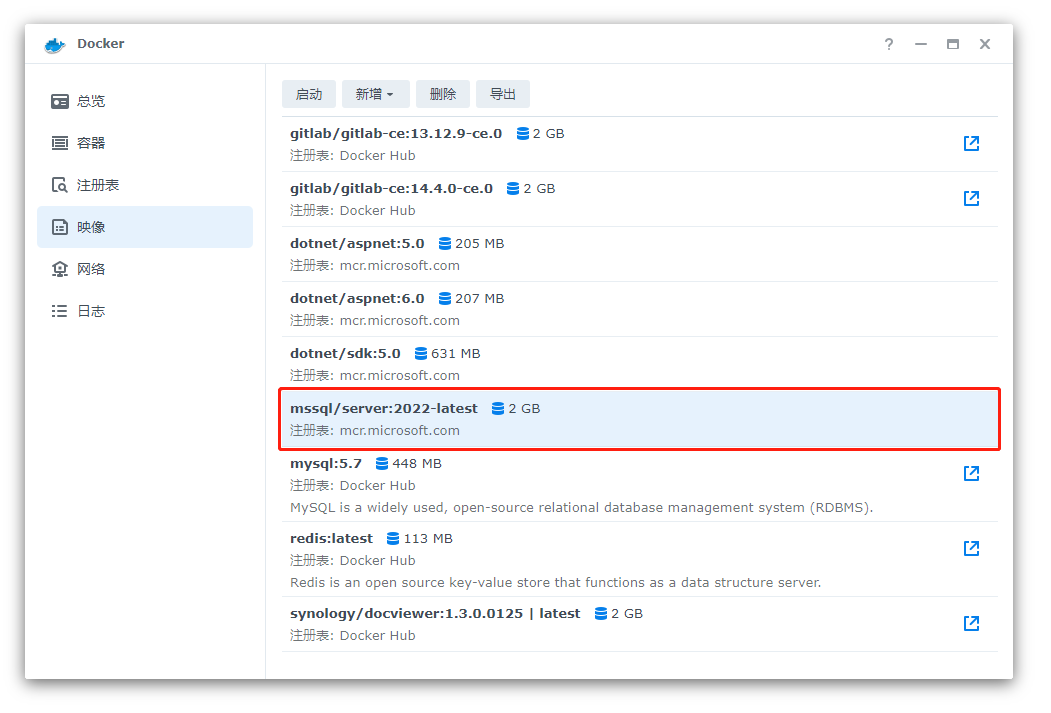 Docker
?
总览
容器
注册表
映像
网络
日志
启动 新增 删除 导出
gitlab/gitlab-ce:13.12.9-ce.0 2 GB
注册表: Docker Hub
gitlab/gitlab-ce:14.4.0-ce.0 2 GB
注册表: Docker Hub
dotnet/aspnet:5.0 205 MB
注册表: mcr.microsoft.com
dotnet/aspnet:6.0 207 MB
注册表: mcr.microsoft.com
dotnet/sdk:5.0 631 MB
注册表: mcr.microsoft.com
mssql/server:2022-latest 2 GB
注册表: mcr.microsoft.com
mysql:5.7 448 MB
注册表: Docker Hub
MySQL is a widely used, open-source relational database management system (RDBMS).
redis:latest 113 MB
注册表: Docker Hub
Redis is an open source key-value store that functions as a data structure server.
synology/docviewer:1.3.0.0125 | latest 2 GB
注册表: Docker Hub